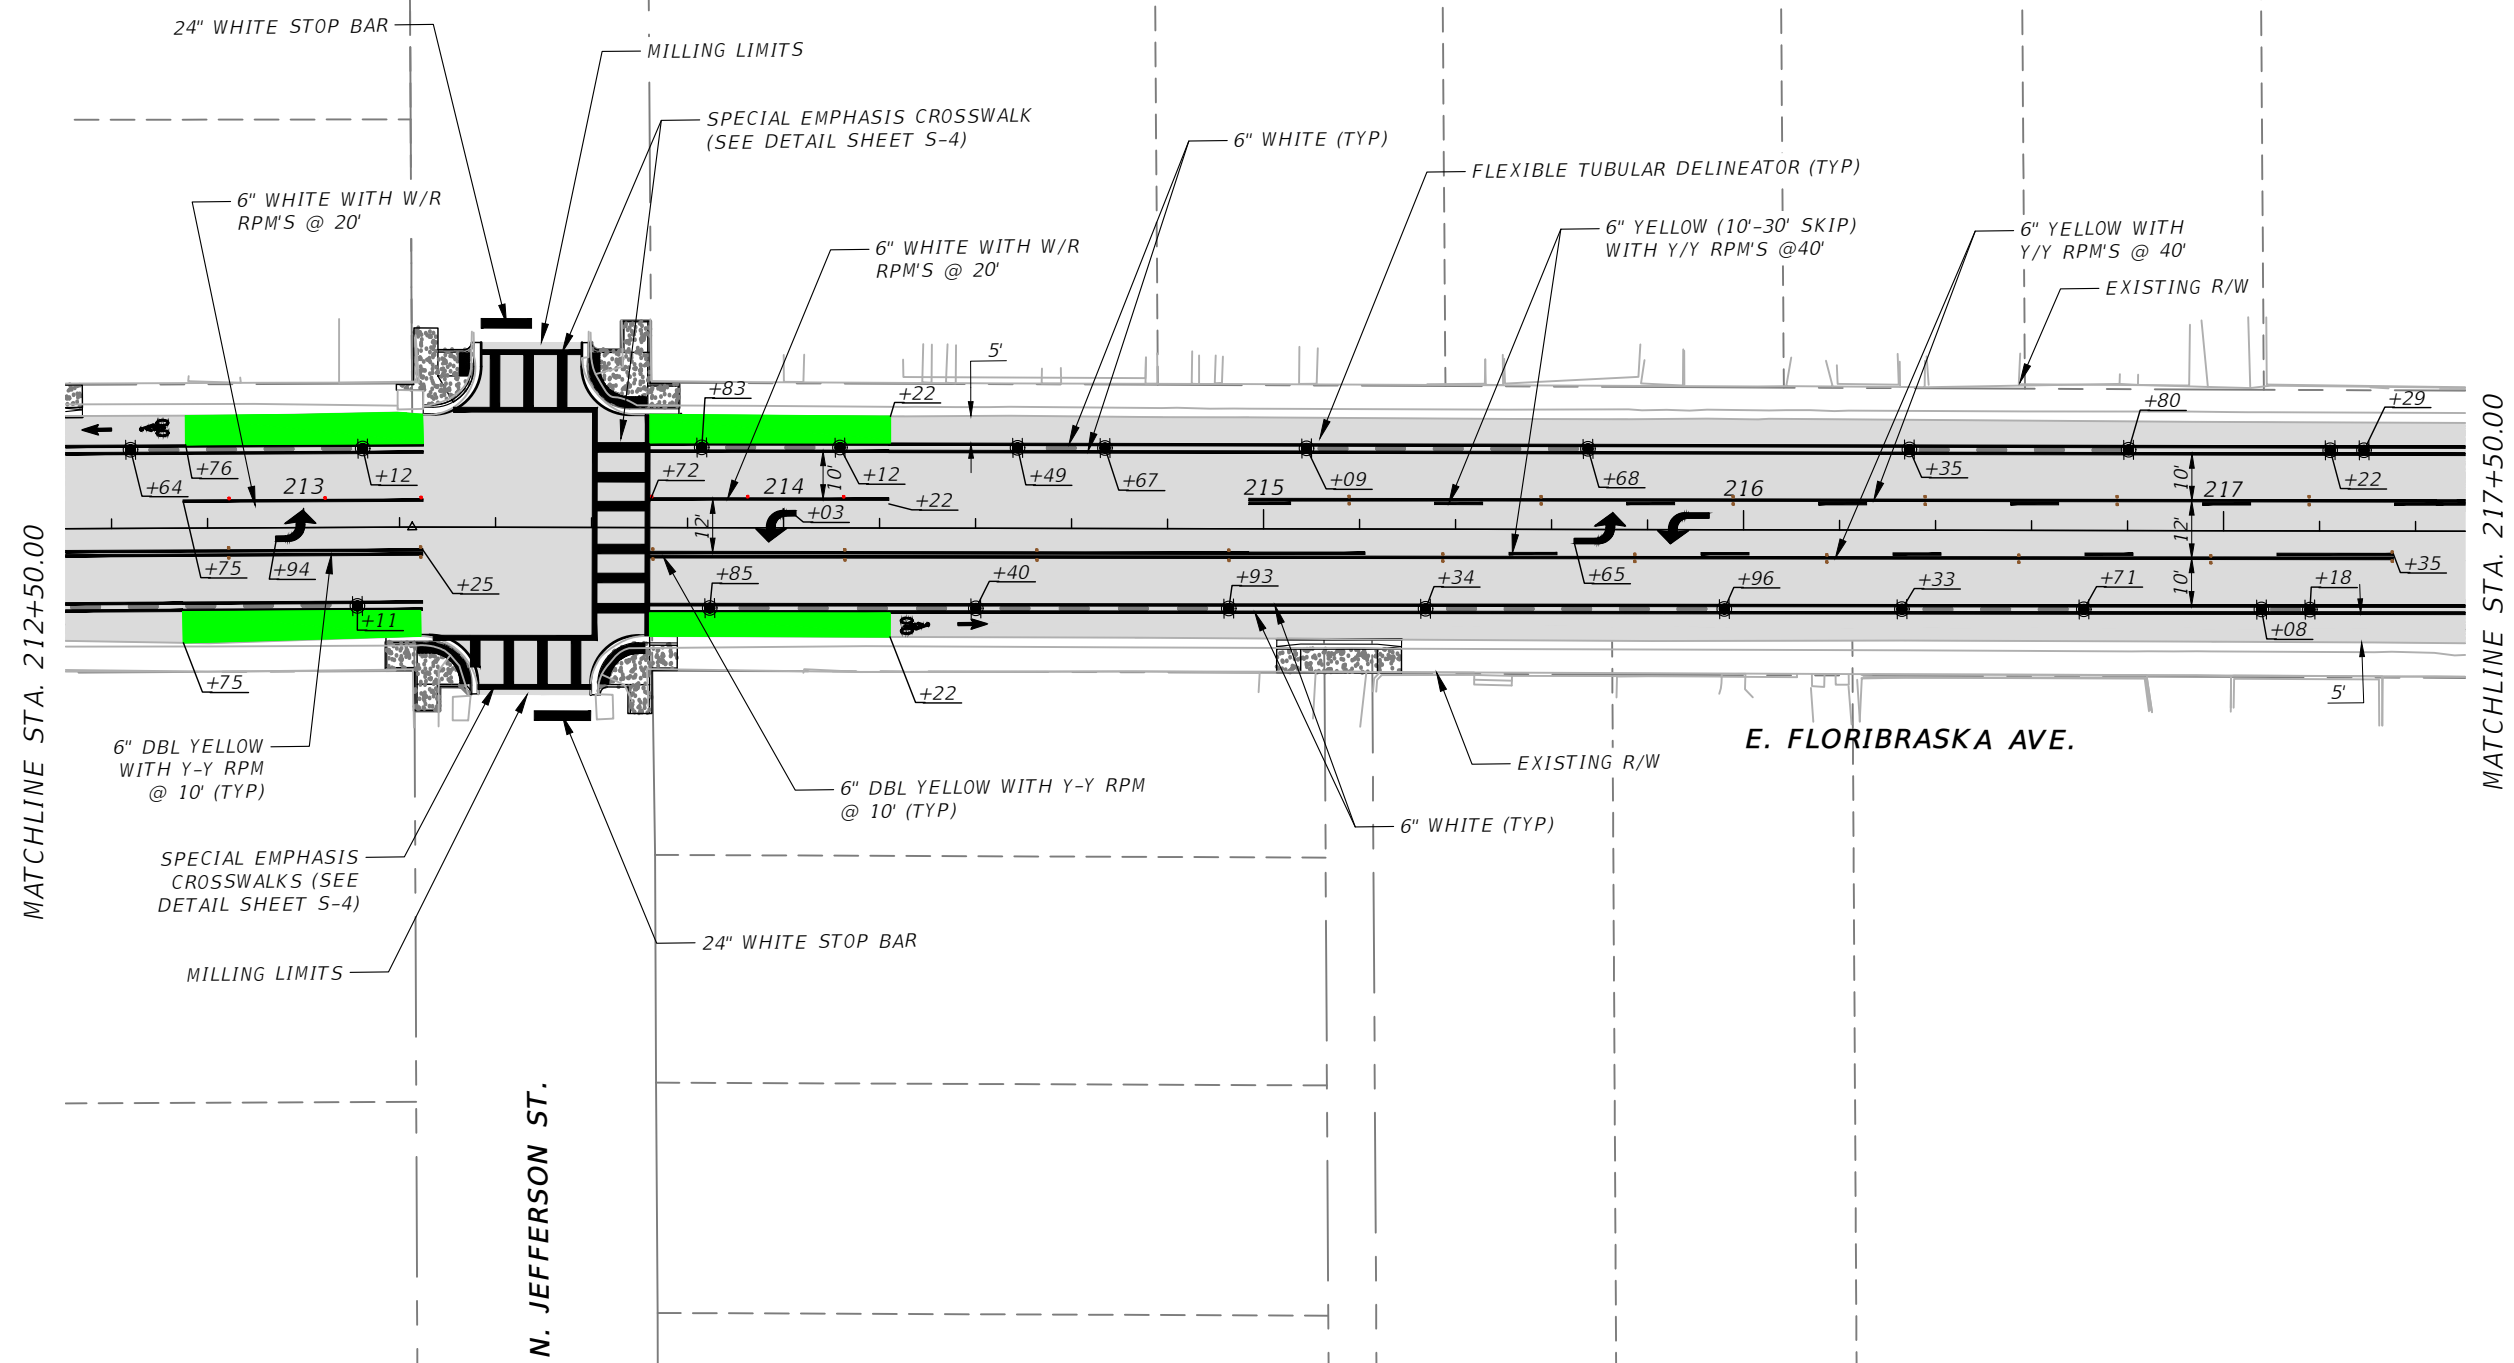 24" WHITE STOP BAR
MILLING LIMITS
SPECIAL EMPHASIS CROSSWALK
(SEE DETAIL SHEET S-4)
6" WHITE (TYP)
FLEXIBLE TUBULAR DELINEATOR (TYP)
6" WHITE WITH W/R
RPM'S @ 20'
6" WHITE WITH W/R
RPM'S @ 20'
6" YELLOW (10'-30' SKIP)
WITH Y/Y RPM'S @40'
6" YELLOW WITH
Y/Y RPM'S @ 40'
EXISTING R/W
5'
+83
+22
+80
+29
+64
+76
+12
+72
+12
+49
+67
+09
+68
+35
+22
213
214
215
216
217
10'
+22
+03
12'
10'
12'
10'
+75
+94
+25
+85
+40
+93
+34
+65
+96
+33
+71
+18
+35
+11
+08
+75
+22
5'
MATCHLINE STA. 212+50.00
MATCHLINE STA. 217+50.00
E. FLORIBRASKA AVE.
6" DBL YELLOW
WITH Y-Y RPM
@ 10' (TYP)
6" DBL YELLOW WITH Y-Y RPM
@ 10' (TYP)
EXISTING R/W
6" WHITE (TYP)
SPECIAL EMPHASIS
CROSSWALKS (SEE
DETAIL SHEET S-4)
24" WHITE STOP BAR
MILLING LIMITS
N. JEFFERSON ST.